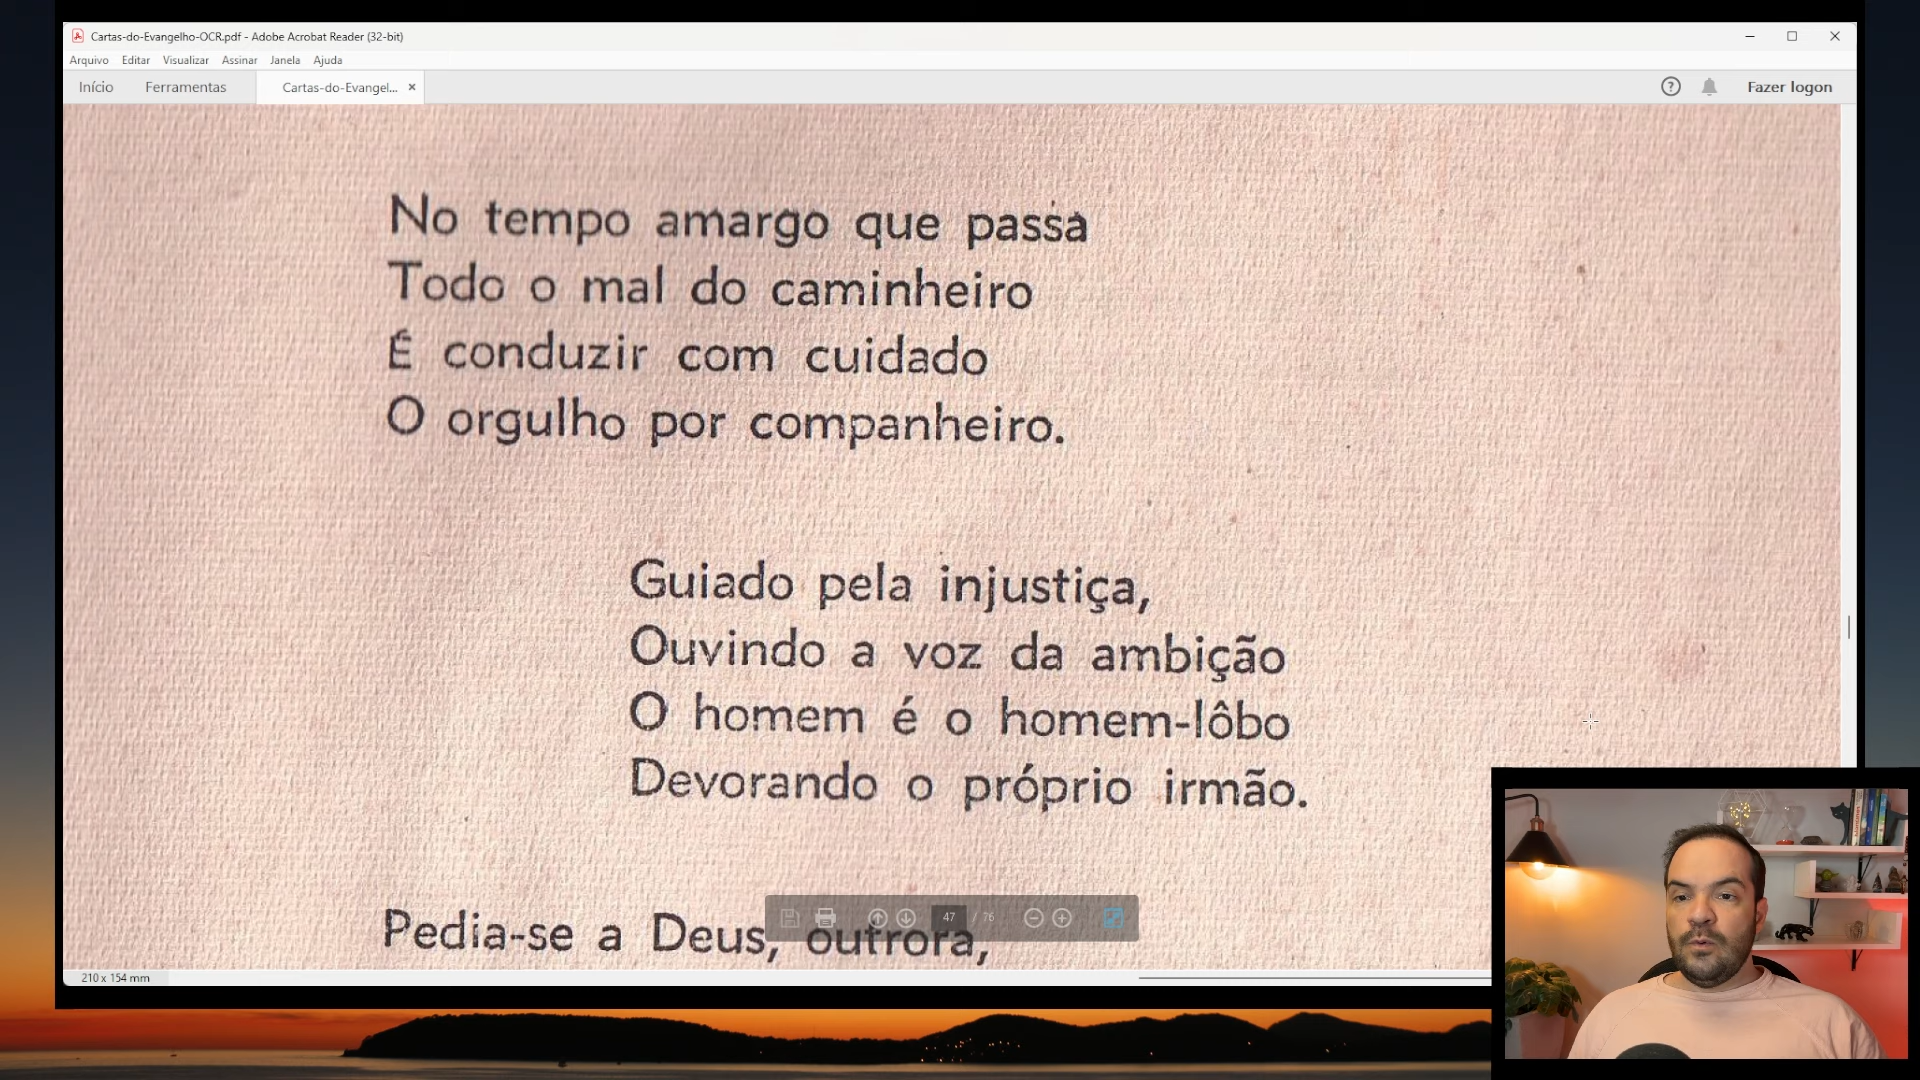 Cartas-do-Evangelho-OCR.pdf - Adobe Acrobat Reader (32-bit)
Arquivo Editar Visualizar Assinar Janela Ajuda
Início Ferramentas Cartas-do-Evangel... Fazer logon
No tempo amargo que passa
Todo o mal do caminheiro
É conduzir com cuidado
O orgulho por companheiro.
Guiado pela injustiça,
Ouvindo a voz da ambição
O homem é o homem-lôbo
Devorando o próprio irmão.
Pedia-se a Deus, outrora,
47 / 76
210 x 154 mm